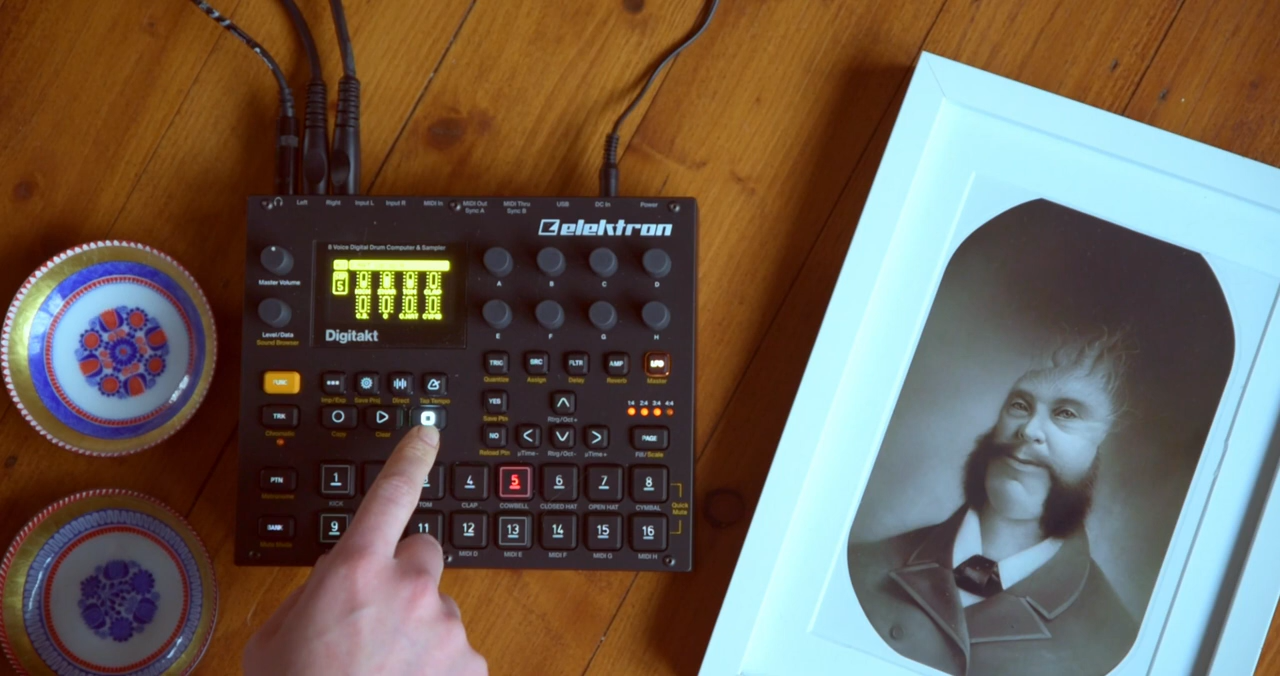 Left Right Input L Input R MIDI In MIDI Out MIDI Thru USB DC In Power
Sync A Sync B
elektron
8 Voice Digital Drum Computer & Sampler
Master Volume
A B C D
5
Level/Data
Sound Browser
Digitakt
E F G H
FUNC
TRIG SRC FLTR AMP LFO
Quantize Assign Delay Reverb Master
Imp/Exp Save Proj Direct Tap Tempo
TRK
YES
Save Ptn
Rtrg/Oct +
1:4 2:4 3:4 4:4
Chromatic
Copy Clear
NO
PAGE
Reload Ptn µTime- Rtrg/Oct- µTime+ Fill/Scale
PTN
Metronome
1 3 4 5 6 7 8
KICK TOM CLAP COWBELL CLOSED HAT OPEN HAT CYMBAL
Quick
Mute
BANK
Mute Mode
9 11 12 13 14 15 16
MIDI D MIDI E MIDI F MIDI G MIDI H